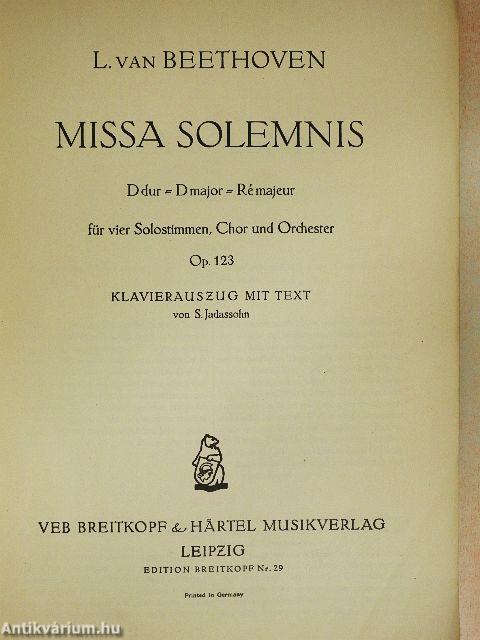 L. VAN BEETHOVEN
MISSA SOLEMNIS
D dur = D major = Ré majeur
für vier Solostimmen, Chor und Orchester
Op. 123
KLAVIERAUSZUG MIT TEXT
von S. Jadassohn
VEB BREITKOPF & HÄRTEL MUSIKVERLAG
LEIPZIG
EDITION BREITKOPF Nr. 29
Printed in Germany
Antikvárium.hu